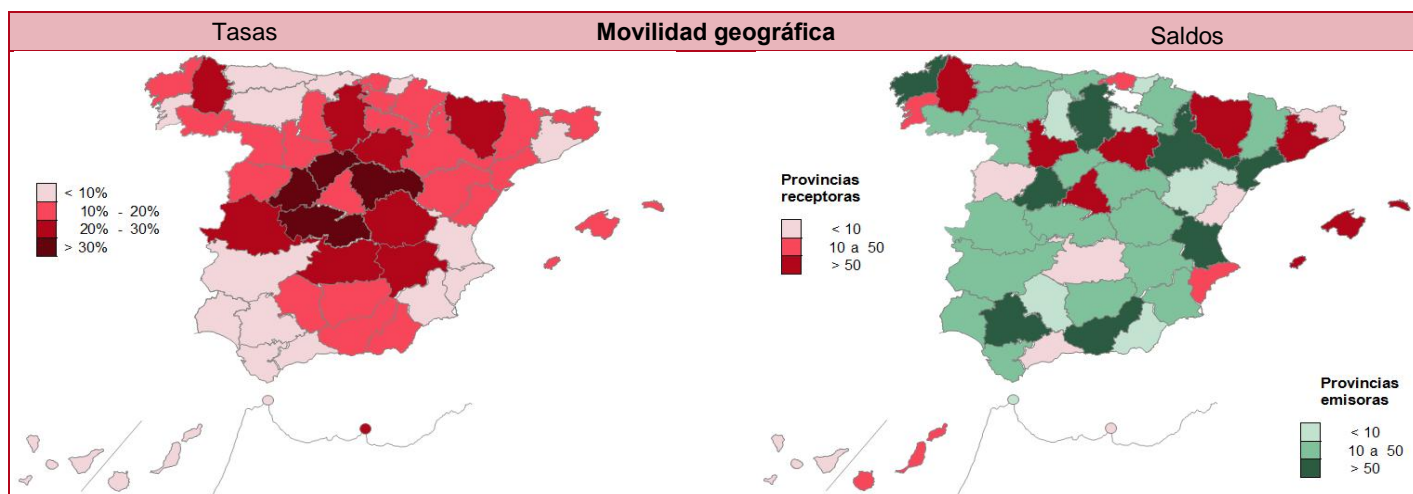 Tasas Movilidad geográfica Saldos
< 10%
10% - 20%
20% - 30%
> 30%
Provincias
receptoras
< 10
10 a 50
> 50
Provincias
emisoras
< 10
10 a 50
> 50